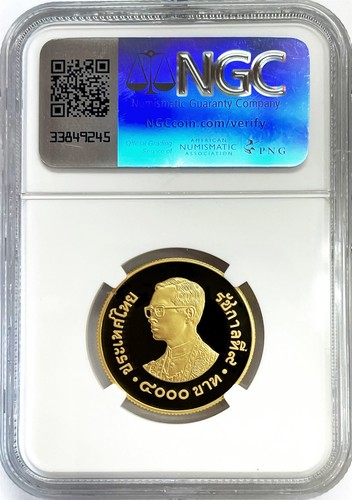 NGC
Numismatic Guaranty Company
NGCcoin.com/verify
33849245
AMERICAN
NUMISMATIC
ASSOCIATION
PNG
ประเทศไทย
รัชกาลที่๙
• ๔๐๐๐ บาท •